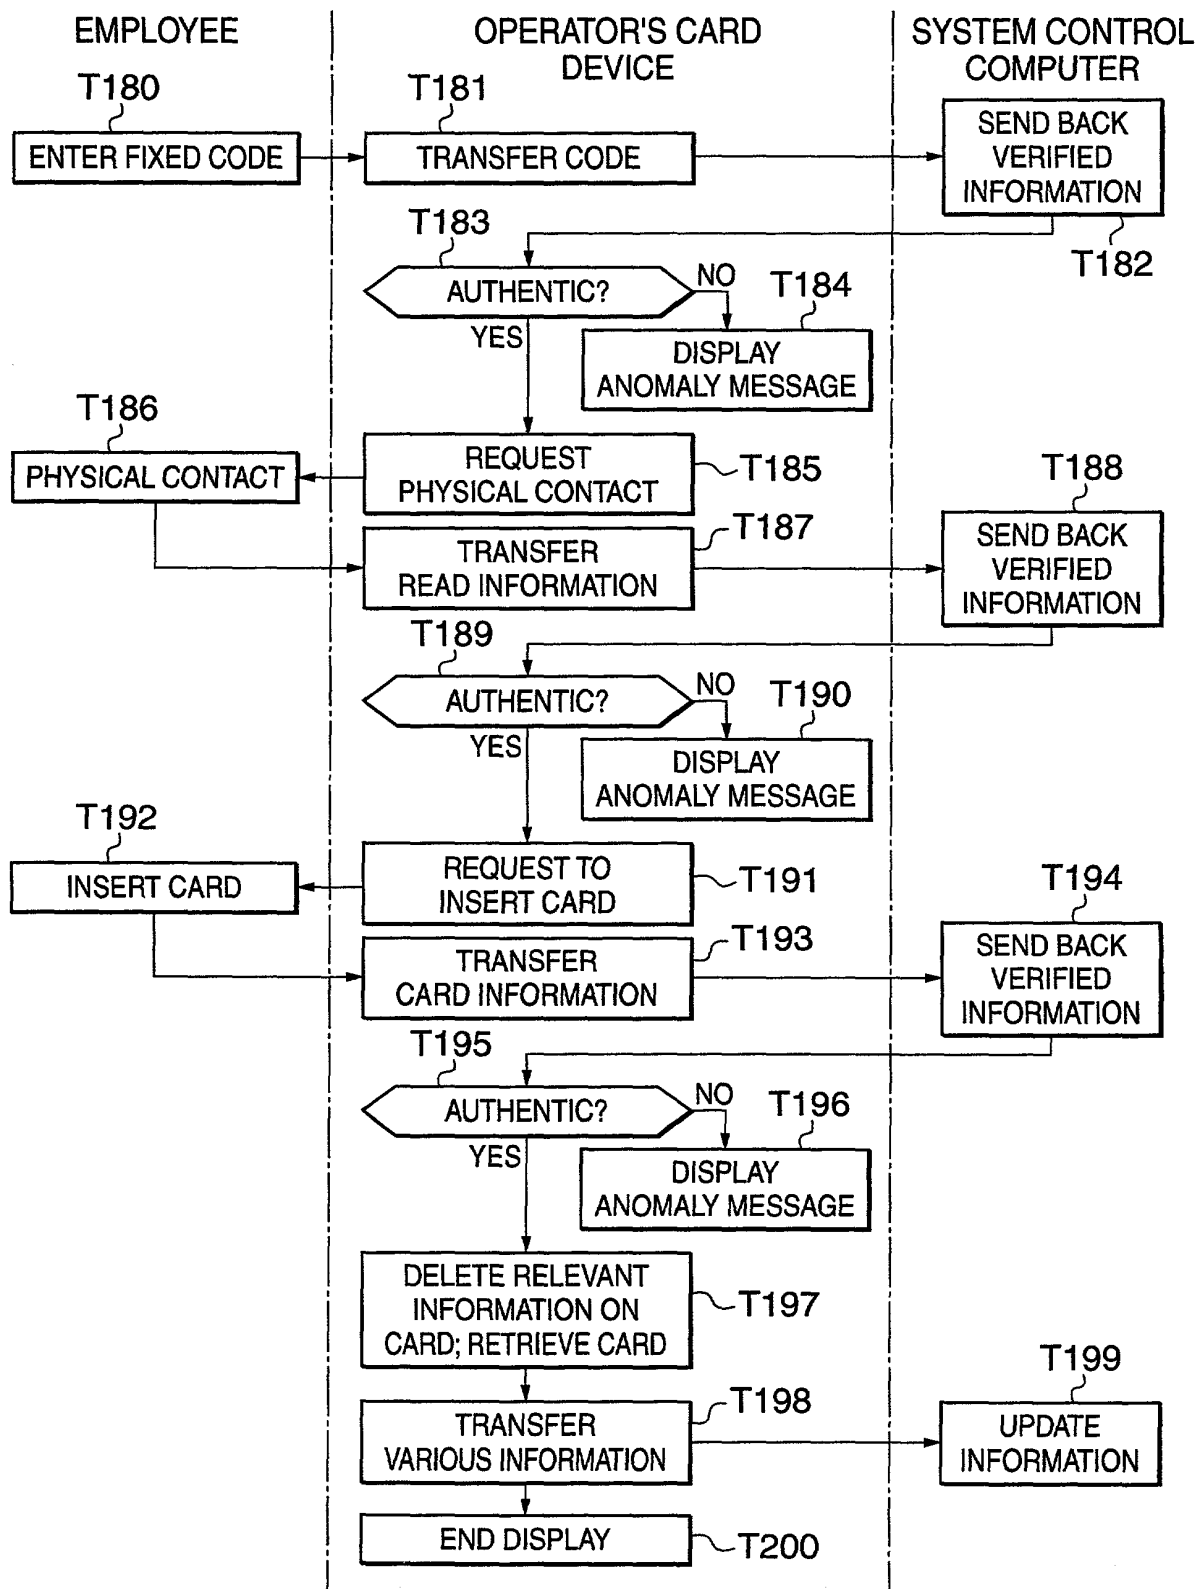 EMPLOYEE
OPERATOR'S CARD
DEVICE
SYSTEM CONTROL
COMPUTER
T180
ENTER FIXED CODE
T181
TRANSFER CODE
SEND BACK
VERIFIED
INFORMATION
T182
T183
AUTHENTIC?
NO
YES
T184
DISPLAY
ANOMALY MESSAGE
T186
PHYSICAL CONTACT
REQUEST
PHYSICAL CONTACT
T185
T187
TRANSFER
READ INFORMATION
T188
SEND BACK
VERIFIED
INFORMATION
T189
AUTHENTIC?
NO
YES
T190
DISPLAY
ANOMALY MESSAGE
T192
INSERT CARD
REQUEST TO
INSERT CARD
T191
T193
TRANSFER
CARD INFORMATION
T194
SEND BACK
VERIFIED
INFORMATION
T195
AUTHENTIC?
NO
YES
T196
DISPLAY
ANOMALY MESSAGE
DELETE RELEVANT
INFORMATION ON
CARD; RETRIEVE CARD
T197
T198
TRANSFER
VARIOUS INFORMATION
T199
UPDATE
INFORMATION
END DISPLAY
T200